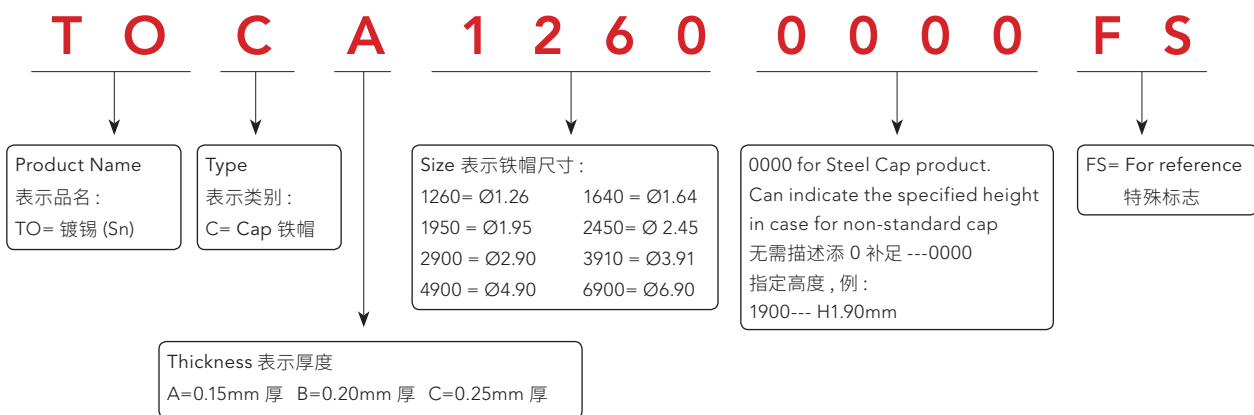 T O C A 1 2 6 0 0 0 0 0 F S
Product Name
表示品名 :
TO= 镀锡 (Sn)
Type
表示类别 :
C= Cap 铁帽
Size 表示铁帽尺寸 :
1260= Ø1.26 1640 = Ø1.64
1950 = Ø1.95 2450= Ø 2.45
2900 = Ø2.90 3910 = Ø3.91
4900 = Ø4.90 6900= Ø6.90
0000 for Steel Cap product.
Can indicate the specified height
in case for non-standard cap
无需描述添 0 补足 ---0000
指定高度 , 例 :
1900--- H1.90mm
FS= For reference
特殊标志
Thickness 表示厚度
A=0.15mm 厚 B=0.20mm 厚 C=0.25mm 厚